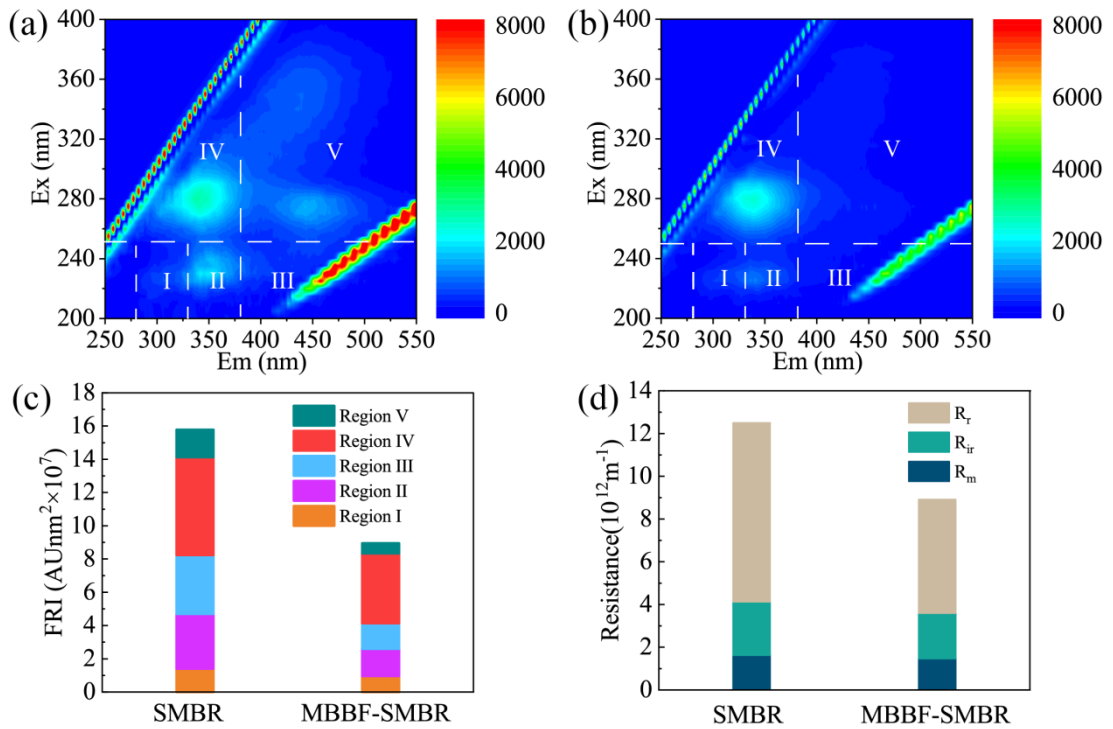 (a)
400
360
320
280
240
200
Ex (nm)
250 300 350 400 450 500 550
Em (nm)
IV
V
I
II
III
8000
6000
4000
2000
0
(b)
400
360
320
280
240
200
Ex (nm)
250 300 350 400 450 500 550
Em (nm)
IV
V
I
II
III
8000
6000
4000
2000
0
(c)
18
16
14
12
10
8
6
4
2
0
FRI (AUnm²×10⁷)
Region V
Region IV
Region III
Region II
Region I
SMBR MBBF-SMBR
(d)
14
12
10
8
6
4
2
0
Resistance(10¹²m⁻¹)
Rᵣ
Rᵢᵣ
Rₘ
SMBR MBBF-SMBR